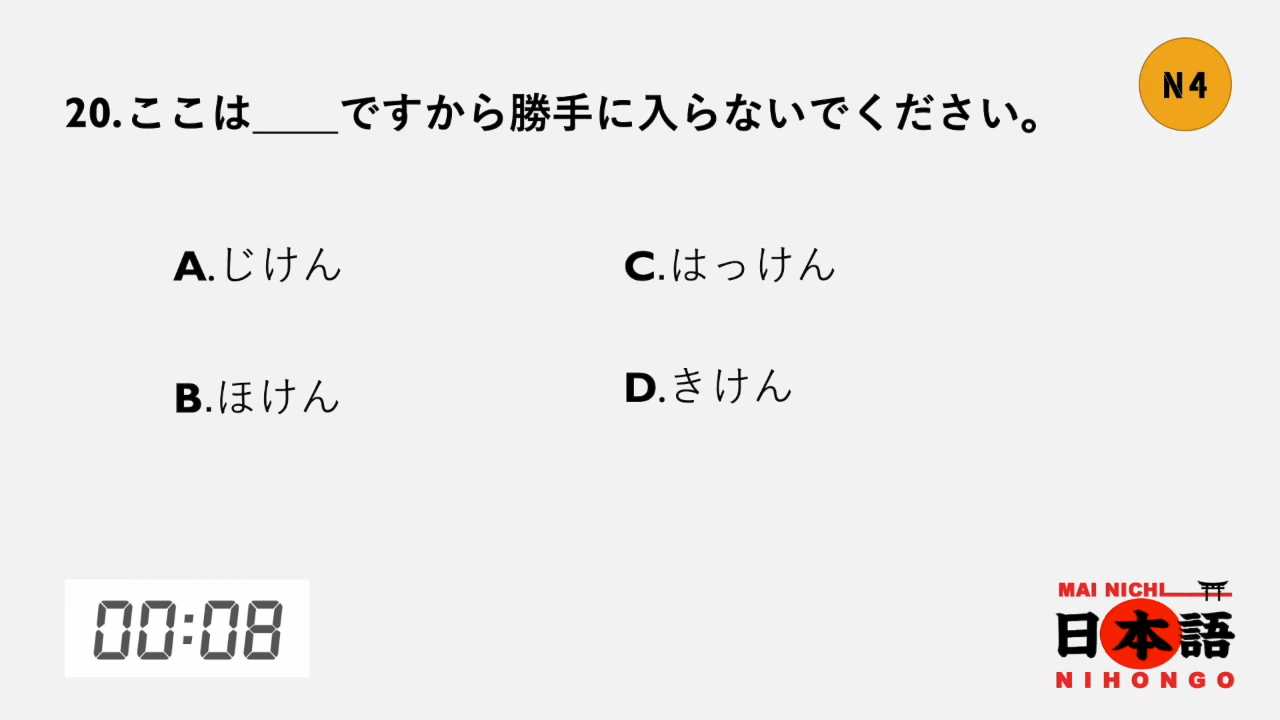 N4
20.ここは____ですから勝手に入らないでください。
A.じけん
C.はっけん
B.ほけん
D.きけん
00:08
MAI NICHI
日本語
NIHONGO